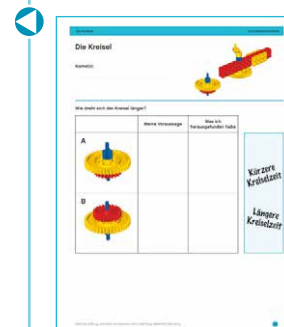 Die Kreisel
Name(n):
Wie dreht sich der Kreisel länger?
Meine Voraussage
Was ich
herausgefunden habe
A
B
Kürzere
Kreiselzeit
Längere
Kreiselzeit